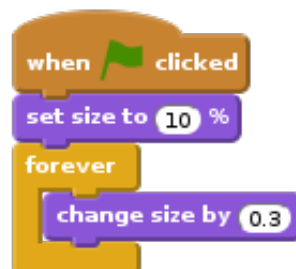 when clicked
set size to 10 %
forever
change size by 0.3